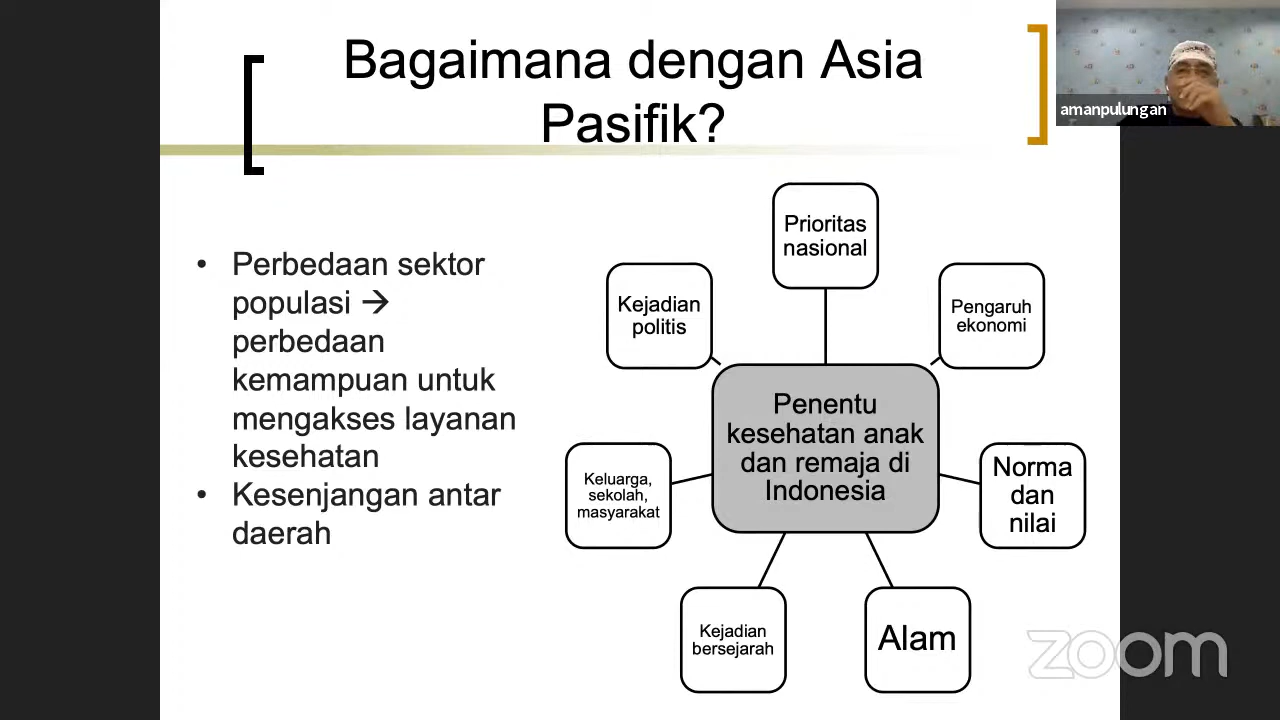 Bagaimana dengan Asia
Pasifik?
amanpulungan
• Perbedaan sektor
populasi →
perbedaan
kemampuan untuk
mengakses layanan
kesehatan
• Kesenjangan antar
daerah
Prioritas
nasional
Kejadian
politis
Pengaruh
ekonomi
Penentu
kesehatan anak
dan remaja di
Indonesia
Keluarga,
sekolah,
masyarakat
Norma
dan
nilai
Kejadian
bersejarah
Alam
zoom